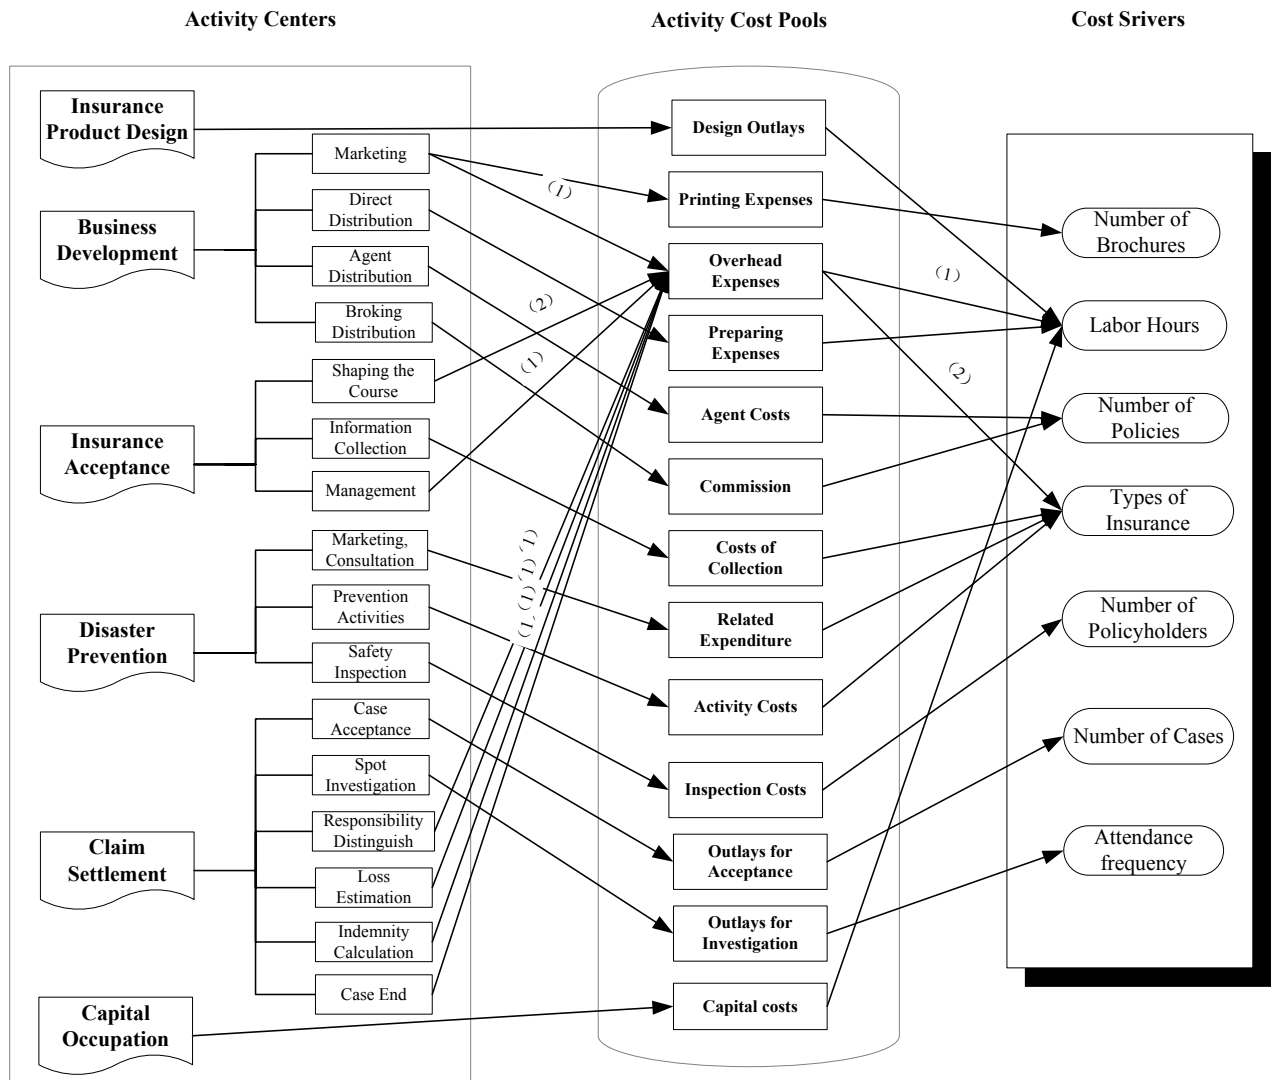 Activity Centers
Activity Cost Pools
Cost Srivers
Insurance
Product Design
Business
Development
Insurance
Acceptance
Disaster
Prevention
Claim
Settlement
Capital
Occupation
Marketing
Direct
Distribution
Agent
Distribution
Broking
Distribution
Shaping the
Course
Information
Collection
Management
Marketing,
Consultation
Prevention
Activities
Safety
Inspection
Case
Acceptance
Spot
Investigation
Responsibility
Distinguish
Loss
Estimation
Indemnity
Calculation
Case End
(1)
(2)
(1)
(1)
(1)
(1)
(1)
Design Outlays
Printing Expenses
Overhead
Expenses
Preparing
Expenses
Agent Costs
Commission
Costs of
Collection
Related
Expenditure
Activity Costs
Inspection Costs
Outlays for
Acceptance
Outlays for
Investigation
Capital costs
(1)
(2)
Number of
Brochures
Labor Hours
Number of
Policies
Types of
Insurance
Number of
Policyholders
Number of Cases
Attendance
frequency